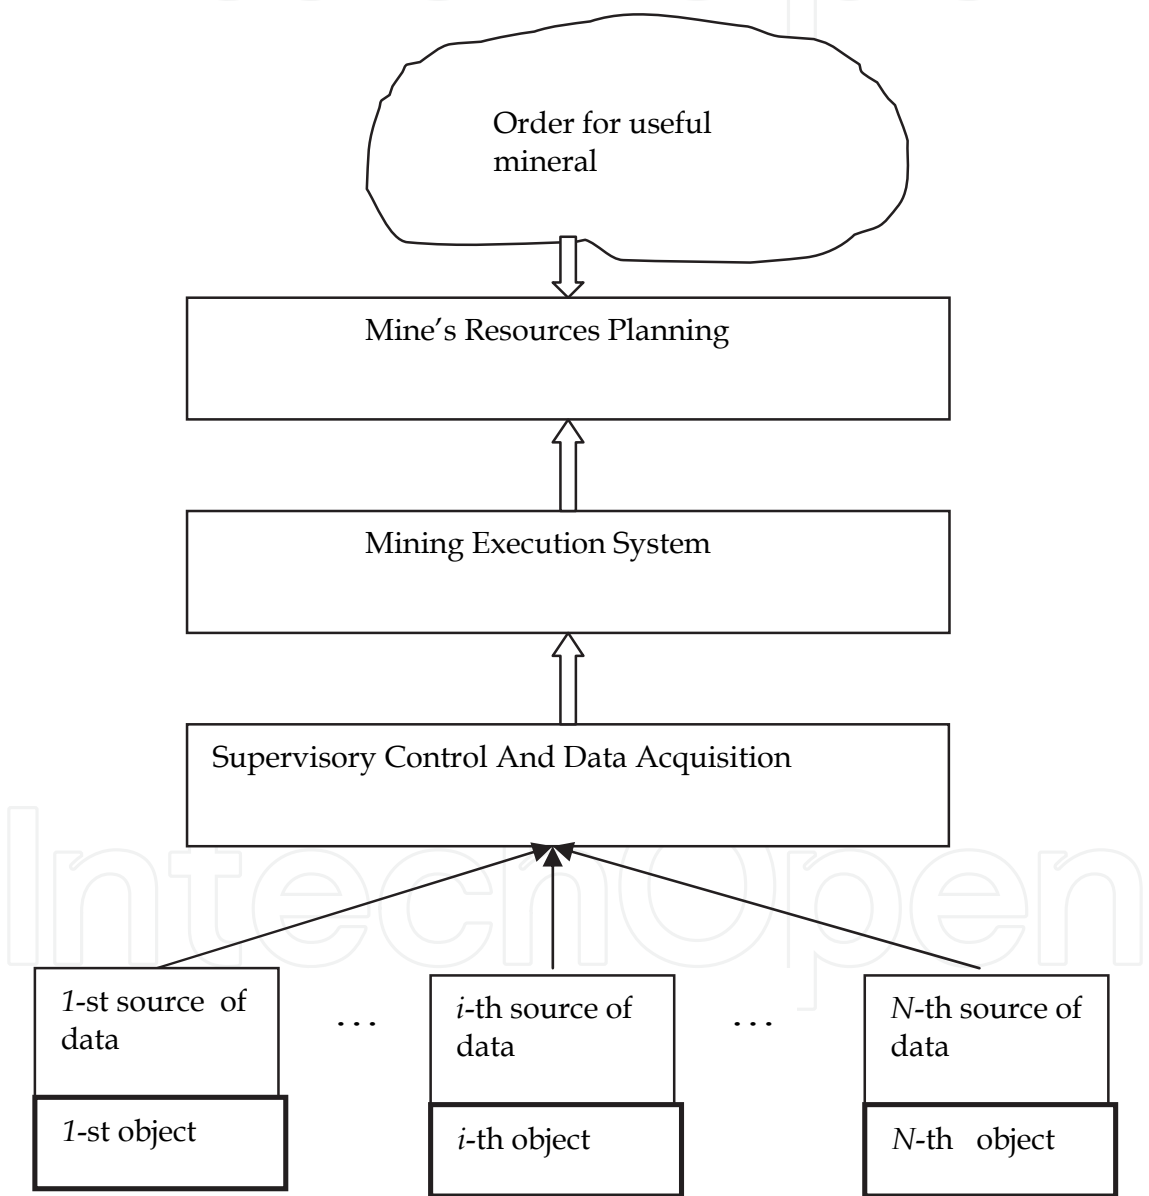 Order for useful
mineral
Mine's Resources Planning
Mining Execution System
Supervisory Control And Data Acquisition
IntechOpen
1-st source of
data
...
i-th source of
data
...
N-th source of
data
1-st object
i-th object
N-th object